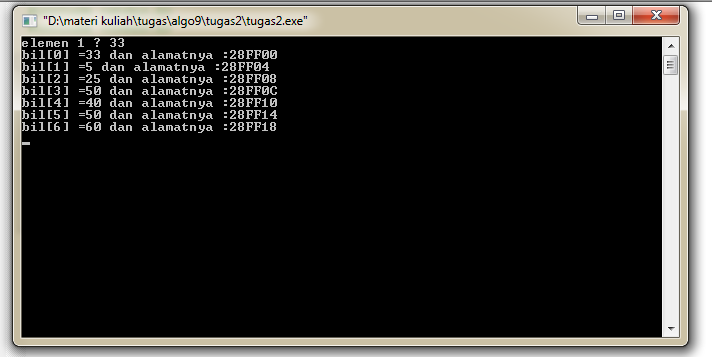 "D:\materi kuliah\tugas\algo9\tugas2\tugas2.exe"
elemen 1 ? 33
bil[0] =33 dan alamatnya :28FF00
bil[1] =5 dan alamatnya :28FF04
bil[2] =25 dan alamatnya :28FF08
bil[3] =50 dan alamatnya :28FF0C
bil[4] =40 dan alamatnya :28FF10
bil[5] =50 dan alamatnya :28FF14
bil[6] =60 dan alamatnya :28FF18